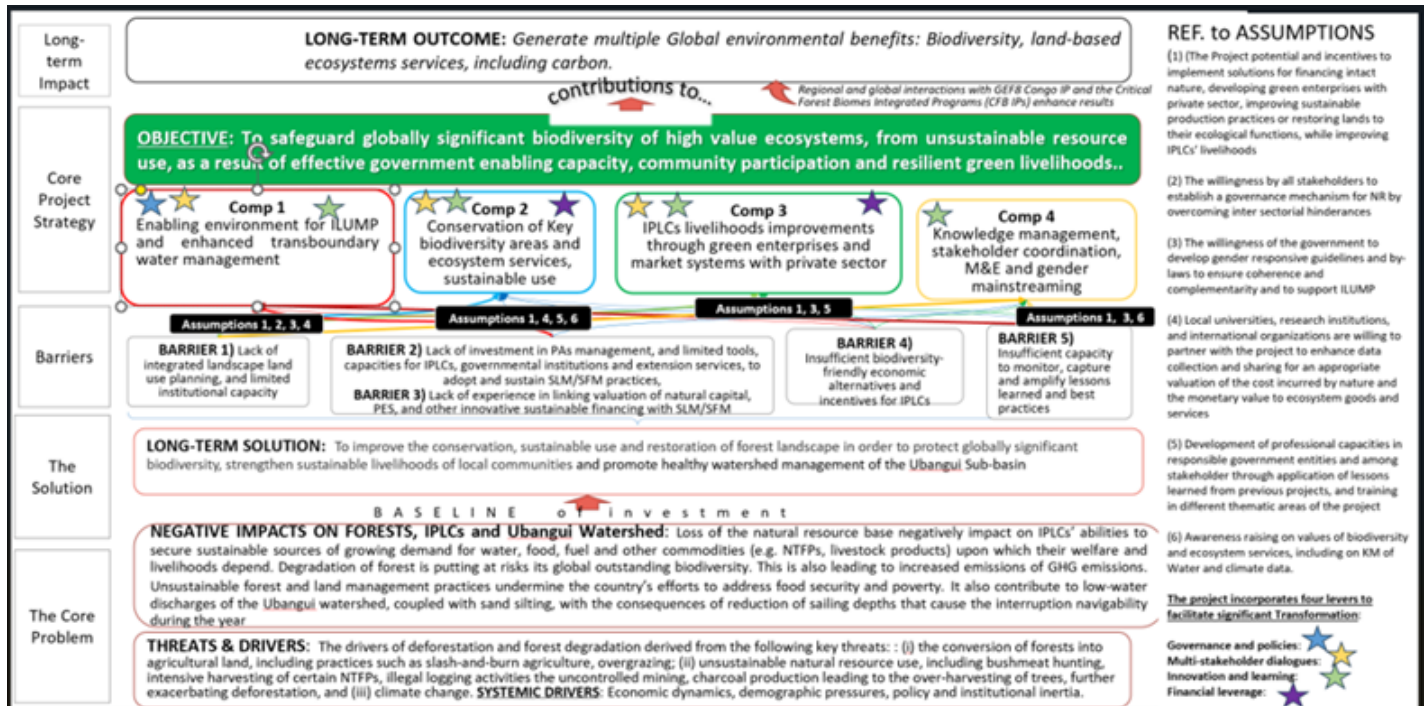 Long-
term
Impact
LONG-TERM OUTCOME: Generate multiple Global environmental benefits: Biodiversity, land-based
ecosystems services, including carbon.
contributions to...
Regional and global interactions with GEF8 Congo IP and the Critical
Forest Biomes Integrated Programs (CFB IPs) enhance results
Core
Project
Strategy
OBJECTIVE: To safeguard globally significant biodiversity of high value ecosystems, from unsustainable resource
use, as a result of effective government enabling capacity, community participation and resilient green livelihoods..
Comp 1
Enabling environment for ILUMP
and enhanced transboundary
water management
Comp 2
Conservation of Key
biodiversity areas and
ecosystem services,
sustainable use
Comp 3
IPLCs livelihoods improvements
through green enterprises and
market systems with private sector
Comp 4
Knowledge management,
stakeholder coordination,
M&E and gender
mainstreaming
Assumptions 1, 2, 3, 4
Assumptions 1, 4, 5, 6
Assumptions 1, 3, 5
Assumptions 1, 3, 6
Barriers
BARRIER 1) Lack of
integrated landscape land
use planning, and limited
institutional capacity
BARRIER 2) Lack of investment in PAs management, and limited tools,
capacities for IPLCs, governmental institutions and extension services, to
adopt and sustain SLM/SFM practices,
BARRIER 3) Lack of experience in linking valuation of natural capital,
PES, and other innovative sustainable financing with SLM/SFM
BARRIER 4)
Insufficient biodiversity-
friendly economic
alternatives and
incentives for IPLCs
BARRIER 5)
Insufficient capacity
to monitor, capture
and amplify lessons
learned and best
practices
The
Solution
LONG-TERM SOLUTION: To improve the conservation, sustainable use and restoration of forest landscape in order to protect globally significant
biodiversity, strengthen sustainable livelihoods of local communities and promote healthy watershed management of the Ubangui Sub-basin
BASELINE of investment
The Core
Problem
NEGATIVE IMPACTS ON FORESTS, IPLCs and Ubangui Watershed: Loss of the natural resource base negatively impact on IPLCs' abilities to
secure sustainable sources of growing demand for water, food, fuel and other commodities (e.g. NTFPs, livestock products) upon which their welfare and
livelihoods depend. Degradation of forest is putting at risks its global outstanding biodiversity. This is also leading to increased emissions of GHG emissions.
Unsustainable forest and land management practices undermine the country's efforts to address food security and poverty. It also contribute to low-water
discharges of the Ubangui watershed, coupled with sand silting, with the consequences of reduction of sailing depths that cause the interruption navigability
during the year
THREATS & DRIVERS: The drivers of deforestation and forest degradation derived from the following key threats: : (i) the conversion of forests into
agricultural land, including practices such as slash-and-burn agriculture, overgrazing; (ii) unsustainable natural resource use, including bushmeat hunting,
intensive harvesting of certain NTFPs, illegal logging activities the uncontrolled mining, charcoal production leading to the over-harvesting of trees, further
exacerbating deforestation, and (iii) climate change. SYSTEMIC DRIVERS: Economic dynamics, demographic pressures, policy and institutional inertia.
REF. to ASSUMPTIONS
(1) (The Project potential and incentives to
implement solutions for financing intact
nature, developing green enterprises with
private sector, improving sustainable
production practices or restoring lands to
their ecological functions, while improving
IPLCs' livelihoods
(2) The willingness by all stakeholders to
establish a governance mechanism for NR by
overcoming inter sectorial hinderances
(3) The willingness of the government to
develop gender responsive guidelines and by-
laws to ensure coherence and
complementarity and to support ILUMP
(4) Local universities, research institutions,
and international organizations are willing to
partner with the project to enhance data
collection and sharing for an appropriate
valuation of the cost incurred by nature and
the monetary value to ecosystem goods and
services
(5) Development of professional capacities in
responsible government entities and among
stakeholder through application of lessons
learned from previous projects, and training
in different thematic areas of the project
(6) Awareness raising on values of biodiversity
and ecosystem services, including on KM of
Water and climate data.
The project incorporates four levers to
facilitate significant Transformation:
Governance and policies:
Multi-stakeholder dialogues:
Innovation and learning:
Financial leverage: